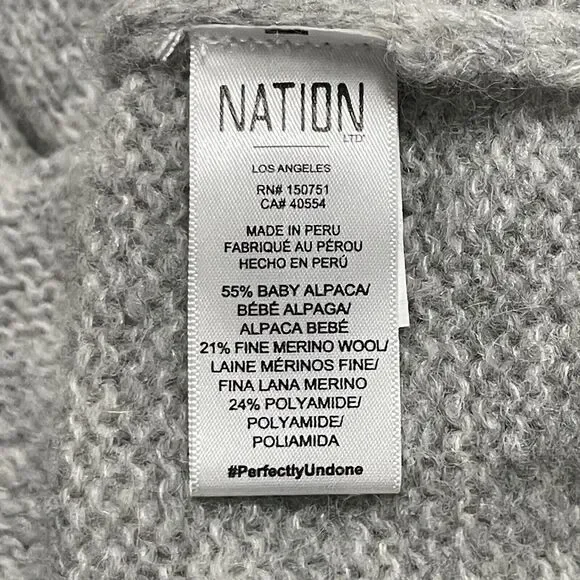 NATION
LTD
LOS ANGELES
RN# 150751
CA# 40554
MADE IN PERU
FABRIQUÉ AU PÉROU
HECHO EN PERÚ
55% BABY ALPACA/
BÉBÉ ALPAGA/
ALPACA BEBÉ
21% FINE MERINO WOOL/
LAINE MÉRINOS FINE/
FINA LANA MERINO
24% POLYAMIDE/
POLYAMIDE/
POLIAMIDA
#PerfectlyUndone